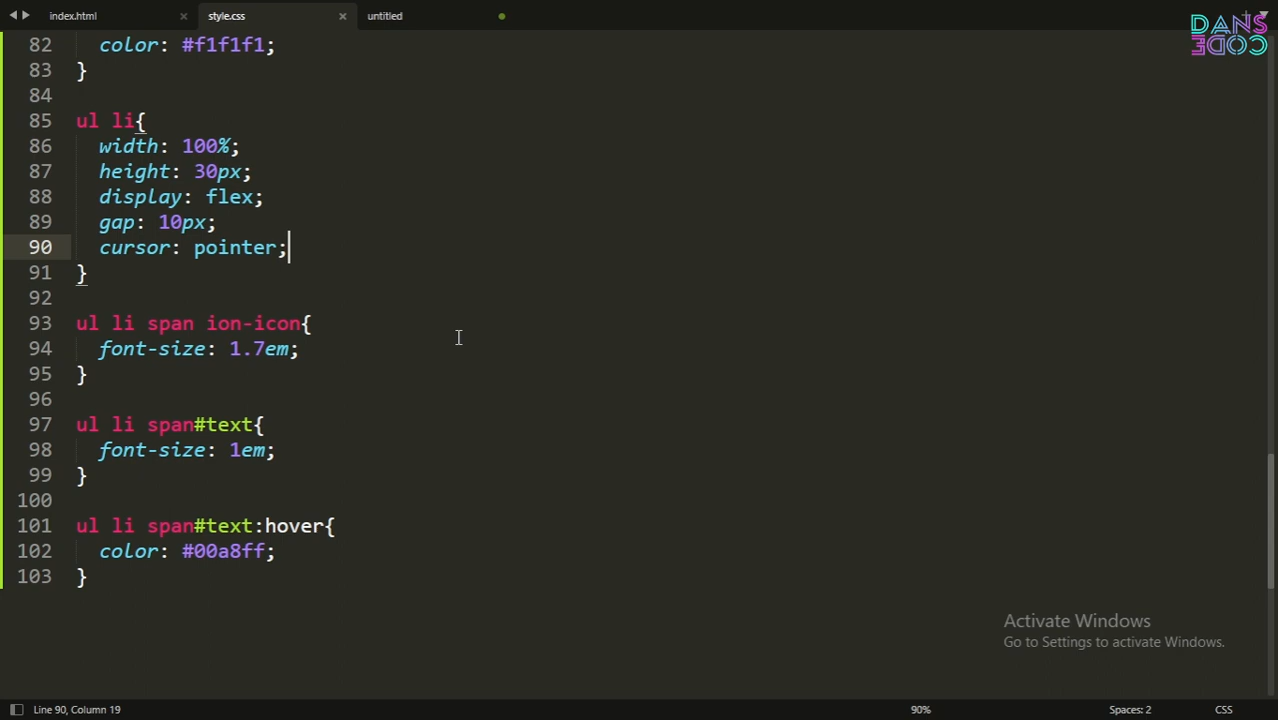 index.html
style.css
untitled
DANS
CODE
82 color: #f1f1f1;
83 }
84
85 ul li{
86 width: 100%;
87 height: 30px;
88 display: flex;
89 gap: 10px;
90 cursor: pointer;
91 }
92
93 ul li span ion-icon{
94 font-size: 1.7em;
95 }
96
97 ul li span#text{
98 font-size: 1em;
99 }
100
101 ul li span#text:hover{
102 color: #00a8ff;
103 }
Activate Windows
Go to Settings to activate Windows.
Line 90, Column 19
90%
Spaces: 2
CSS